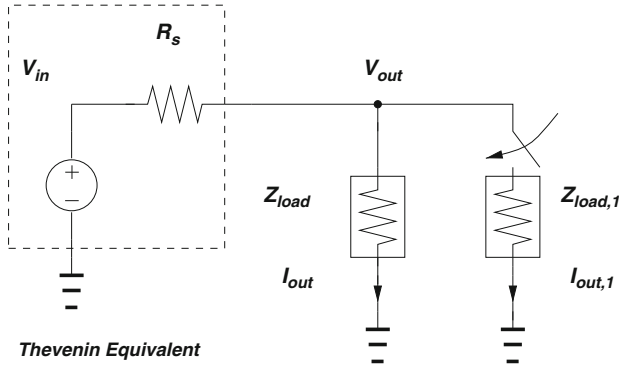 R_s
V_in
V_out
+
−
Z_load
Z_load,1
I_out
I_out,1
Thevenin Equivalent